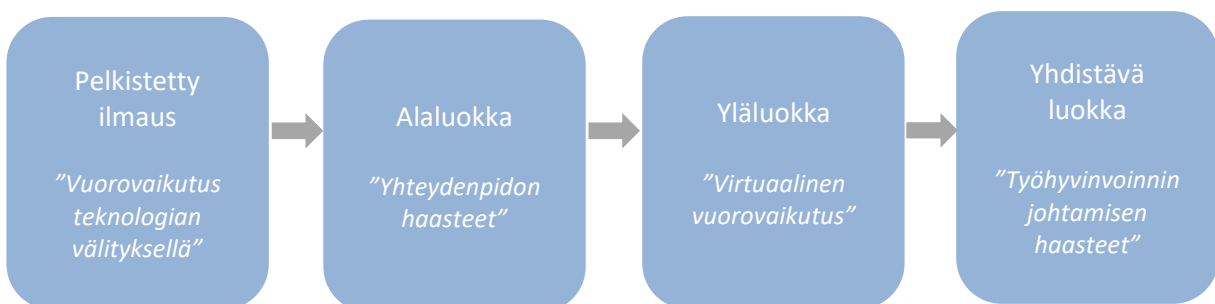 Pelkistetty
ilmaus
”Vuorovaikutus
teknologian
välityksellä”
Alaluokka
”Yhteydenpidon
haasteet”
Yläluokka
”Virtuaalinen
vuorovaikutus”
Yhdistävä
luokka
”Työhyvinvoinnin
johtamisen
haasteet”